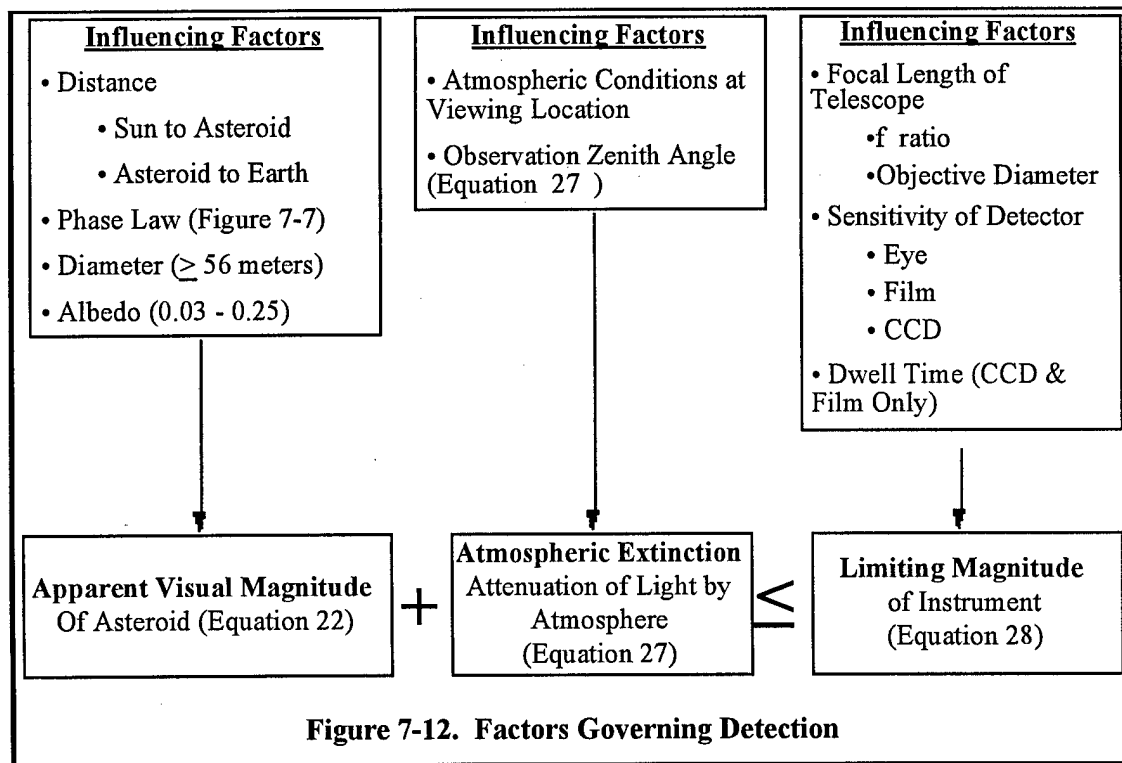 Influencing Factors
• Distance
• Sun to Asteroid
• Asteroid to Earth
• Phase Law (Figure 7-7)
• Diameter (≥ 56 meters)
• Albedo (0.03 - 0.25)
Influencing Factors
• Atmospheric Conditions at
Viewing Location
• Observation Zenith Angle
(Equation 27 )
Influencing Factors
• Focal Length of
Telescope
•f ratio
•Objective Diameter
• Sensitivity of Detector
• Eye
• Film
• CCD
• Dwell Time (CCD &
Film Only)
Apparent Visual Magnitude
Of Asteroid (Equation 22)
+
Atmospheric Extinction
Attenuation of Light by
Atmosphere
(Equation 27)
≤
Limiting Magnitude
of Instrument
(Equation 28)
Figure 7-12. Factors Governing Detection